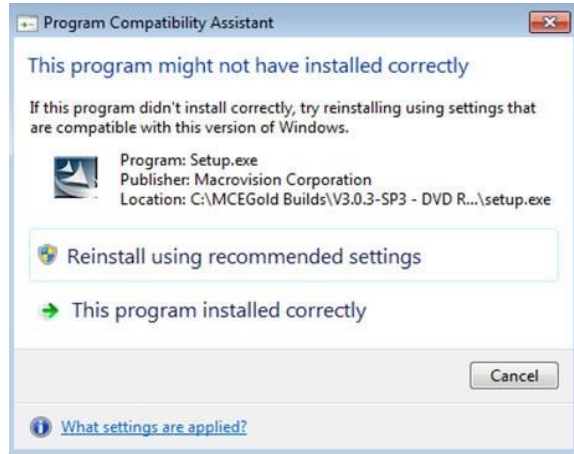 Program Compatibility Assistant
This program might not have installed correctly
If this program didn't install correctly, try reinstalling using settings that
are compatible with this version of Windows.
Program: Setup.exe
Publisher: Macrovision Corporation
Location: C:\MCEGold Builds\V3.0.3-SP3 - DVD R...\setup.exe
Reinstall using recommended settings
This program installed correctly
Cancel
What settings are applied?